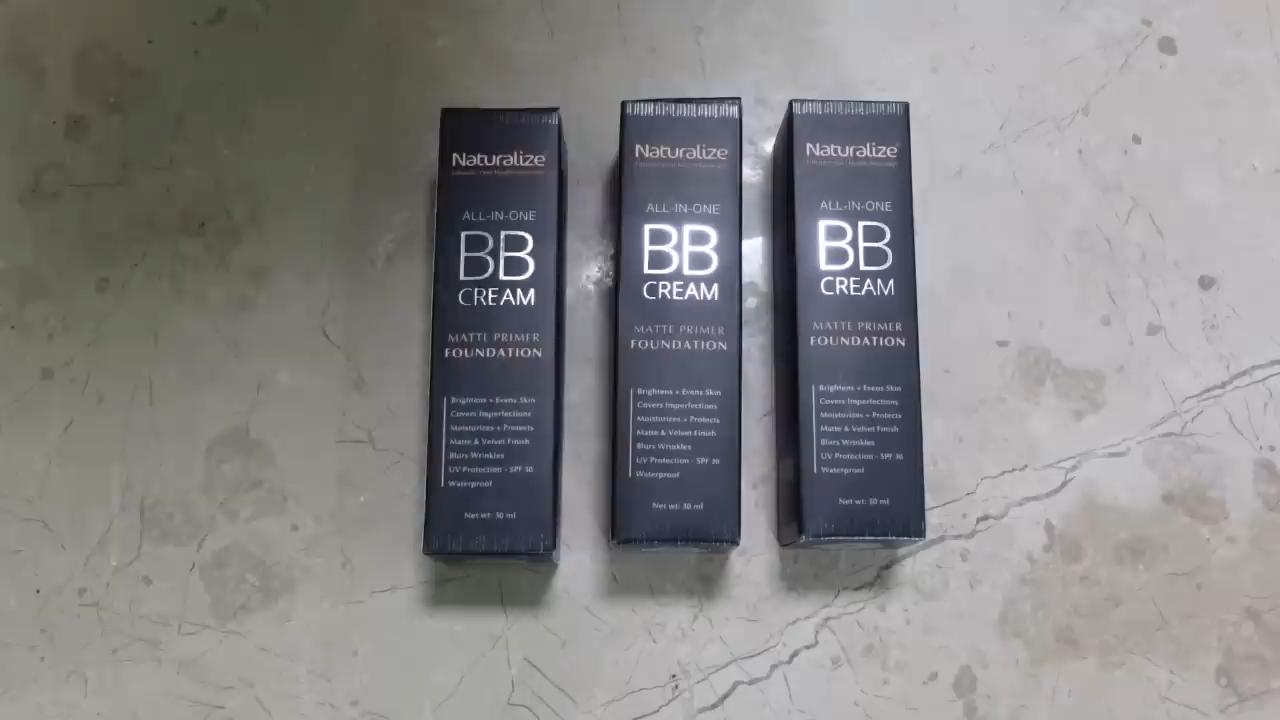 Naturalize
ALL-IN-ONE
BB
CREAM
MATTE PRIMER
FOUNDATION
Brightens + Evens Skin
Covers Imperfections
Moisturizes + Protects
Matte & Velvet Finish
Blurs Wrinkles
UV Protection - SPF 30
Waterproof
Net wt: 30 ml
Naturalize
ALL-IN-ONE
BB
CREAM
MATTE PRIMER
FOUNDATION
Brightens + Evens Skin
Covers Imperfections
Moisturizes + Protects
Matte & Velvet Finish
Blurs Wrinkles
UV Protection - SPF 30
Waterproof
Net wt: 30 ml
Naturalize
ALL-IN-ONE
BB
CREAM
MATTE PRIMER
FOUNDATION
Brightens + Evens Skin
Covers Imperfections
Moisturizes + Protects
Matte & Velvet Finish
Blurs Wrinkles
UV Protection - SPF 30
Waterproof
Net wt: 30 ml